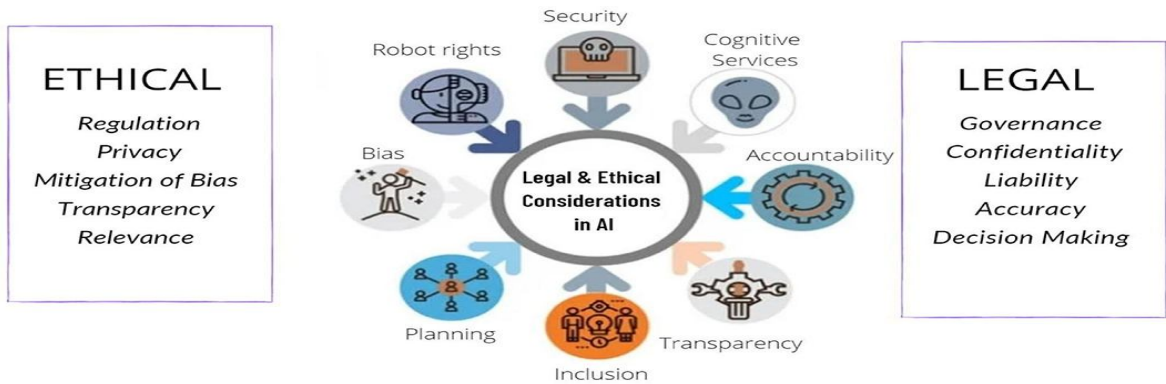 ETHICAL
Regulation
Privacy
Mitigation of Bias
Transparency
Relevance
Security
Robot rights
Cognitive
Services
Bias
Accountability
Legal & Ethical
Considerations
in AI
Planning
Transparency
Inclusion
LEGAL
Governance
Confidentiality
Liability
Accuracy
Decision Making